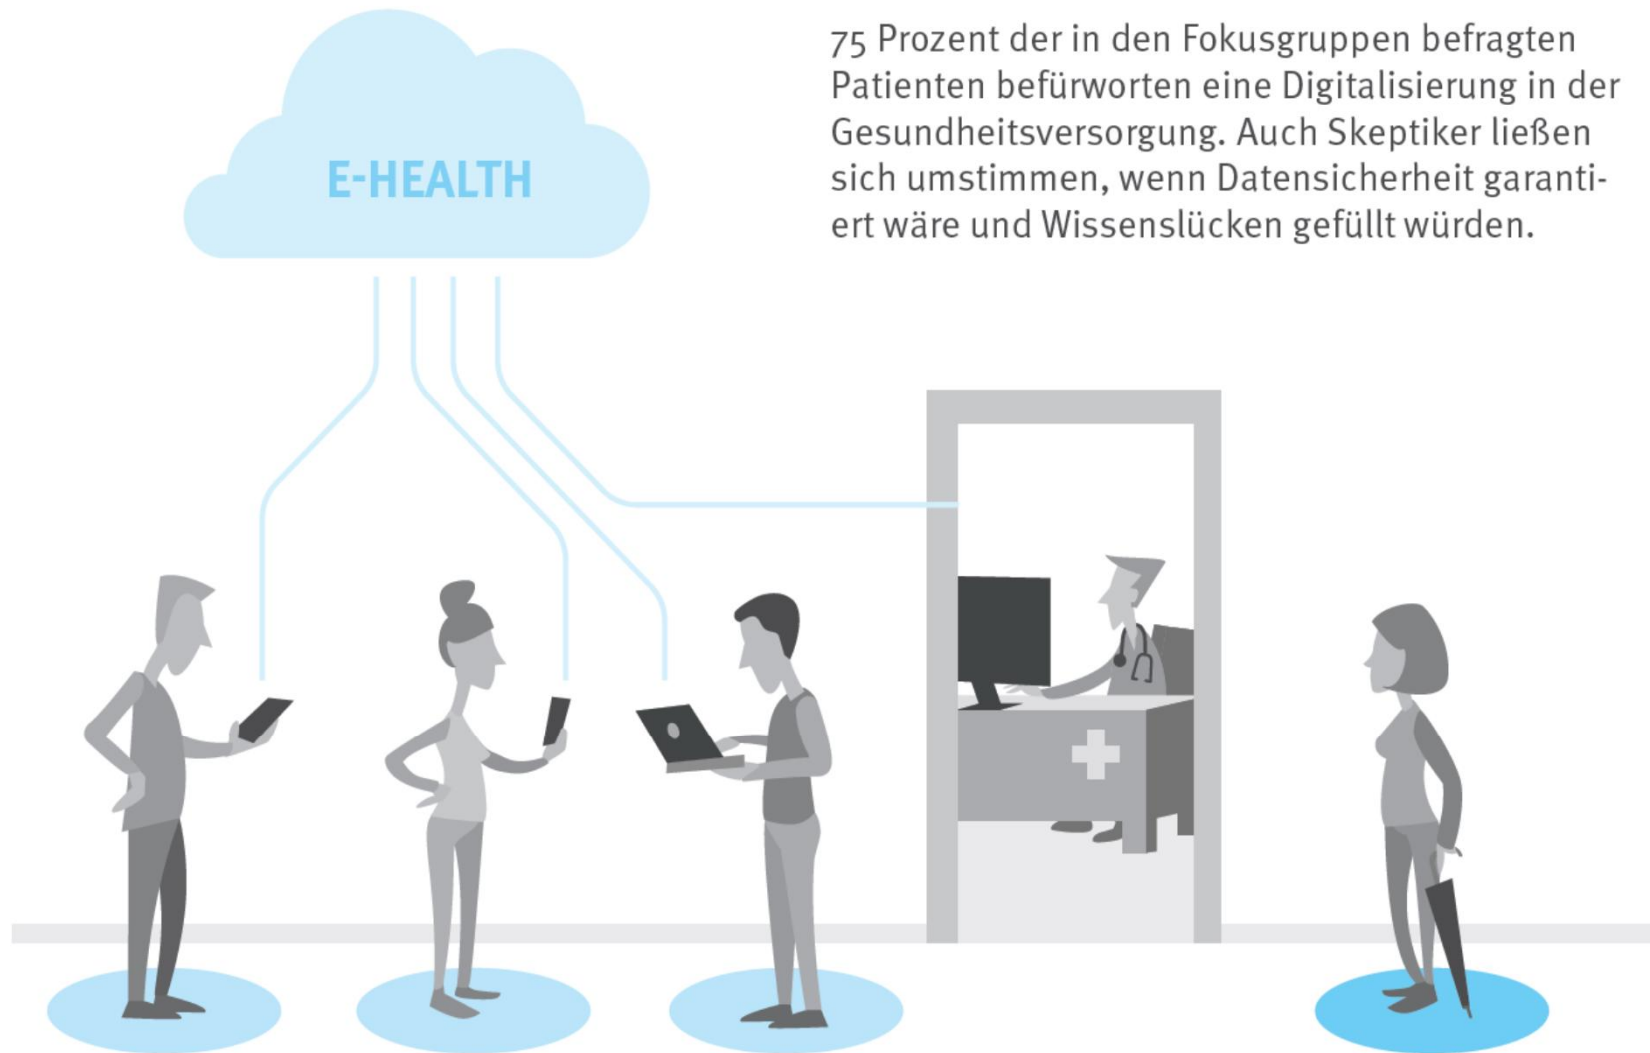 75 Prozent der in den Fokusgruppen befragten
Patienten befürworten eine Digitalisierung in der
Gesundheitsversorgung. Auch Skeptiker ließen
sich umstimmen, wenn Datensicherheit garanti-
ert wäre und Wissenslücken gefüllt würden.
E-HEALTH